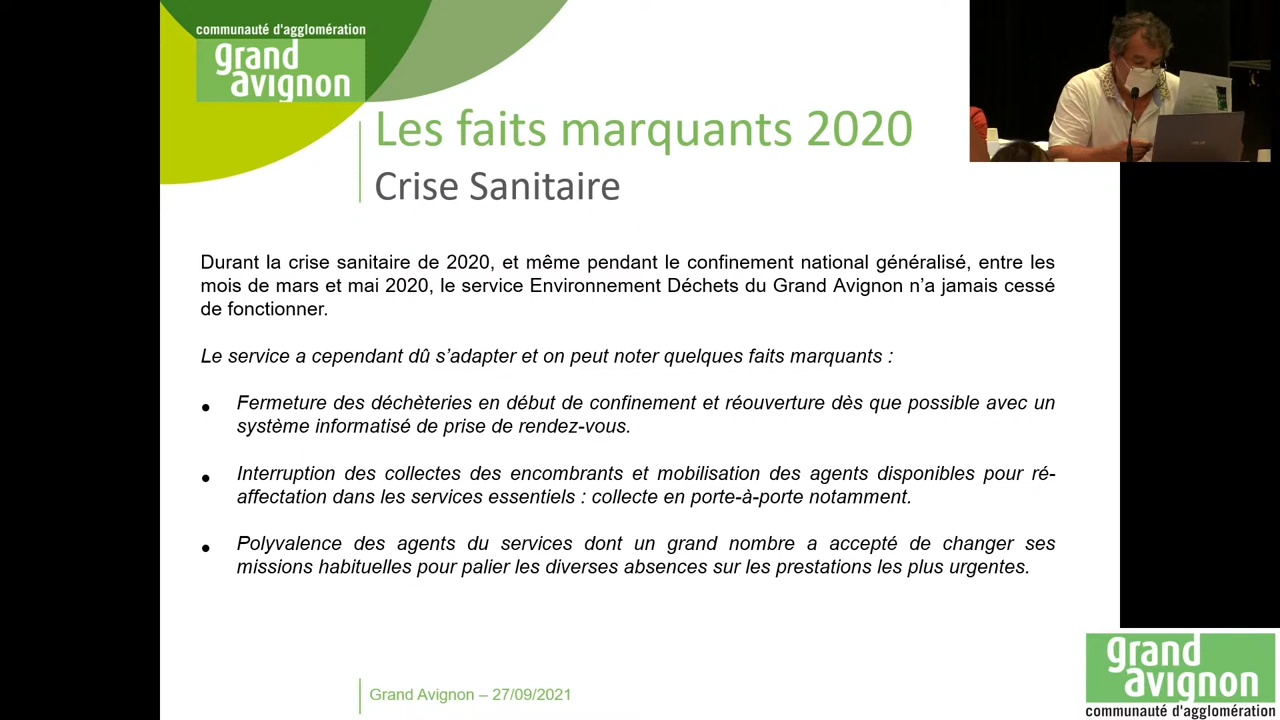 communauté d'agglomération
grand
avignon
Les faits marquants 2020
Crise Sanitaire
Durant la crise sanitaire de 2020, et même pendant le confinement national généralisé, entre les
mois de mars et mai 2020, le service Environnement Déchets du Grand Avignon n’a jamais cessé
de fonctionner.
Le service a cependant dû s’adapter et on peut noter quelques faits marquants :
• Fermeture des déchèteries en début de confinement et réouverture dès que possible avec un
système informatisé de prise de rendez-vous.
• Interruption des collectes des encombrants et mobilisation des agents disponibles pour ré-
affectation dans les services essentiels : collecte en porte-à-porte notamment.
• Polyvalence des agents du services dont un grand nombre a accepté de changer ses
missions habituelles pour palier les diverses absences sur les prestations les plus urgentes.
Grand Avignon – 27/09/2021
grand
avignon
communauté d'agglomération